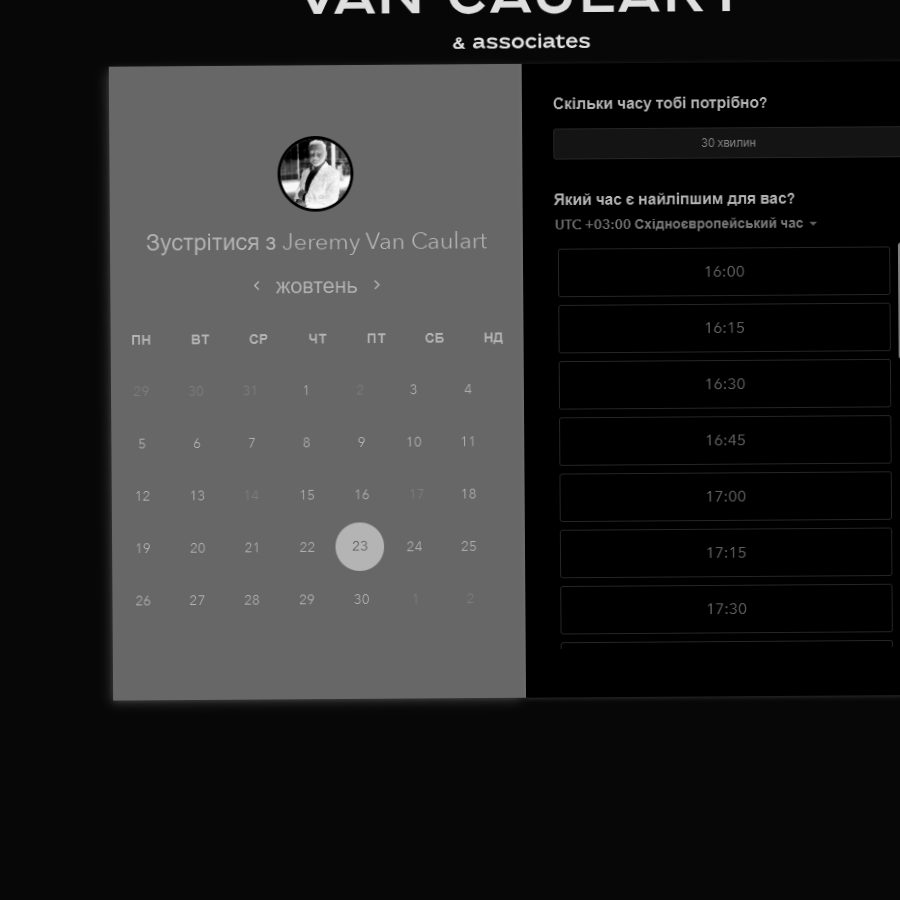 VAN CAULART
& associates
Зустрітися з Jeremy Van Caulart
жовтень
ПН ВТ СР ЧТ ПТ СБ НД
29 30 31 1 2 3 4
5 6 7 8 9 10 11
12 13 14 15 16 17 18
19 20 21 22 23 24 25
26 27 28 29 30 1 2
Скільки часу тобі потрібно?
30 хвилин
Який час є найліпшим для вас?
UTC +03:00 Східноєвропейський час
16:00
16:15
16:30
16:45
17:00
17:15
17:30